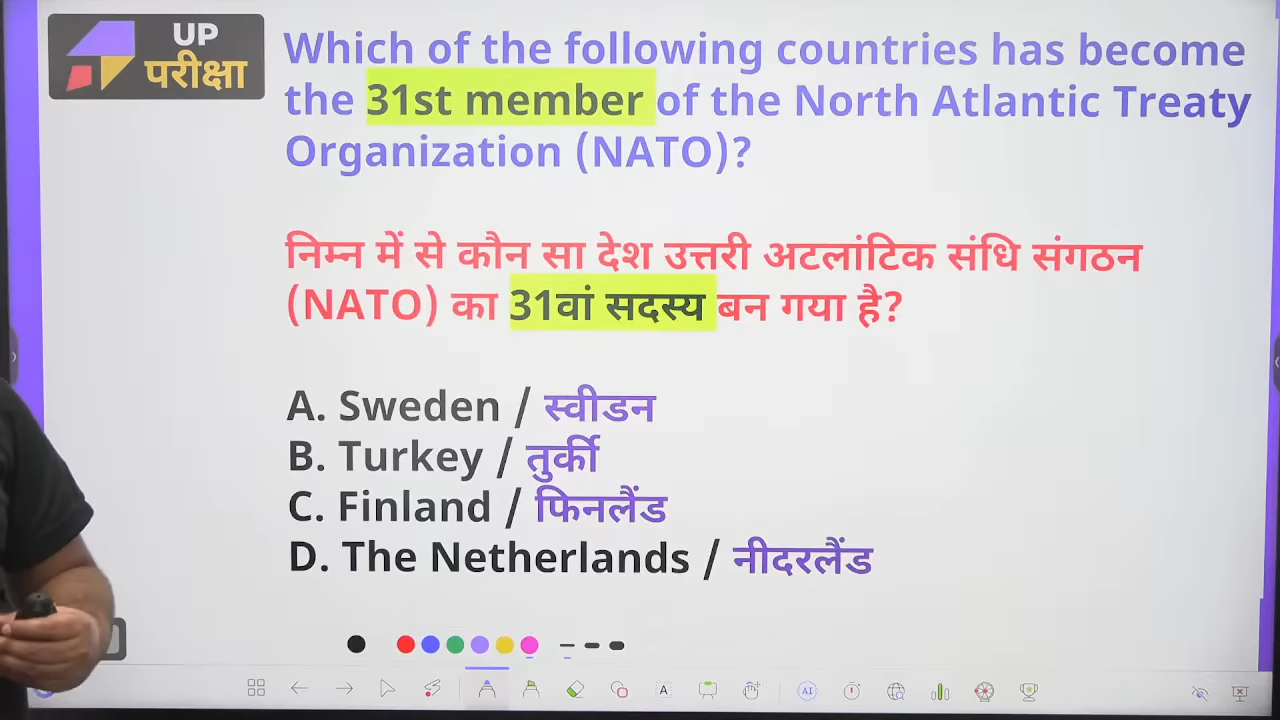 UP
परीक्षा
Which of the following countries has become
the 31st member of the North Atlantic Treaty
Organization (NATO)?
निम्न में से कौन सा देश उत्तरी अटलांटिक संधि संगठन
(NATO) का 31वां सदस्य बन गया है?
A. Sweden / स्वीडन
B. Turkey / तुर्की
C. Finland / फिनलैंड
D. The Netherlands / नीदरलैंड
A
AI